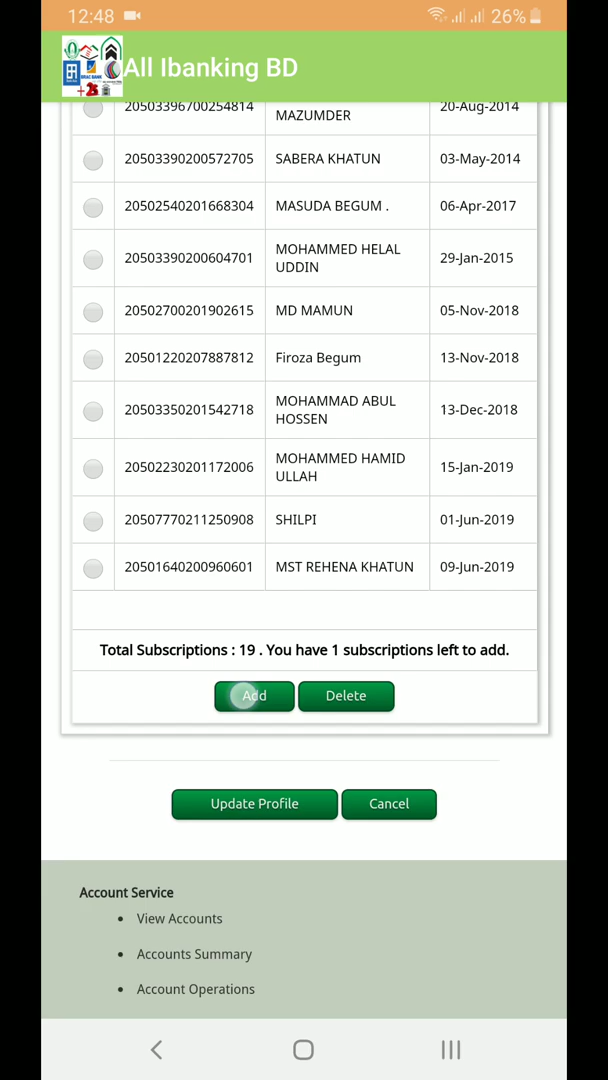 12:48 26%
All Ibanking BD
20503396700254814 MAZUMDER 20-Aug-2014
20503390200572705 SABERA KHATUN 03-May-2014
20502540201668304 MASUDA BEGUM . 06-Apr-2017
20503390200604701 MOHAMMED HELAL UDDIN 29-Jan-2015
20502700201902615 MD MAMUN 05-Nov-2018
20501220207887812 Firoza Begum 13-Nov-2018
20503350201542718 MOHAMMAD ABUL HOSSEN 13-Dec-2018
20502230201172006 MOHAMMED HAMID ULLAH 15-Jan-2019
20507770211250908 SHILPI 01-Jun-2019
20501640200960601 MST REHENA KHATUN 09-Jun-2019
Total Subscriptions : 19 . You have 1 subscriptions left to add.
Add Delete
Update Profile Cancel
Account Service
• View Accounts
• Accounts Summary
• Account Operations